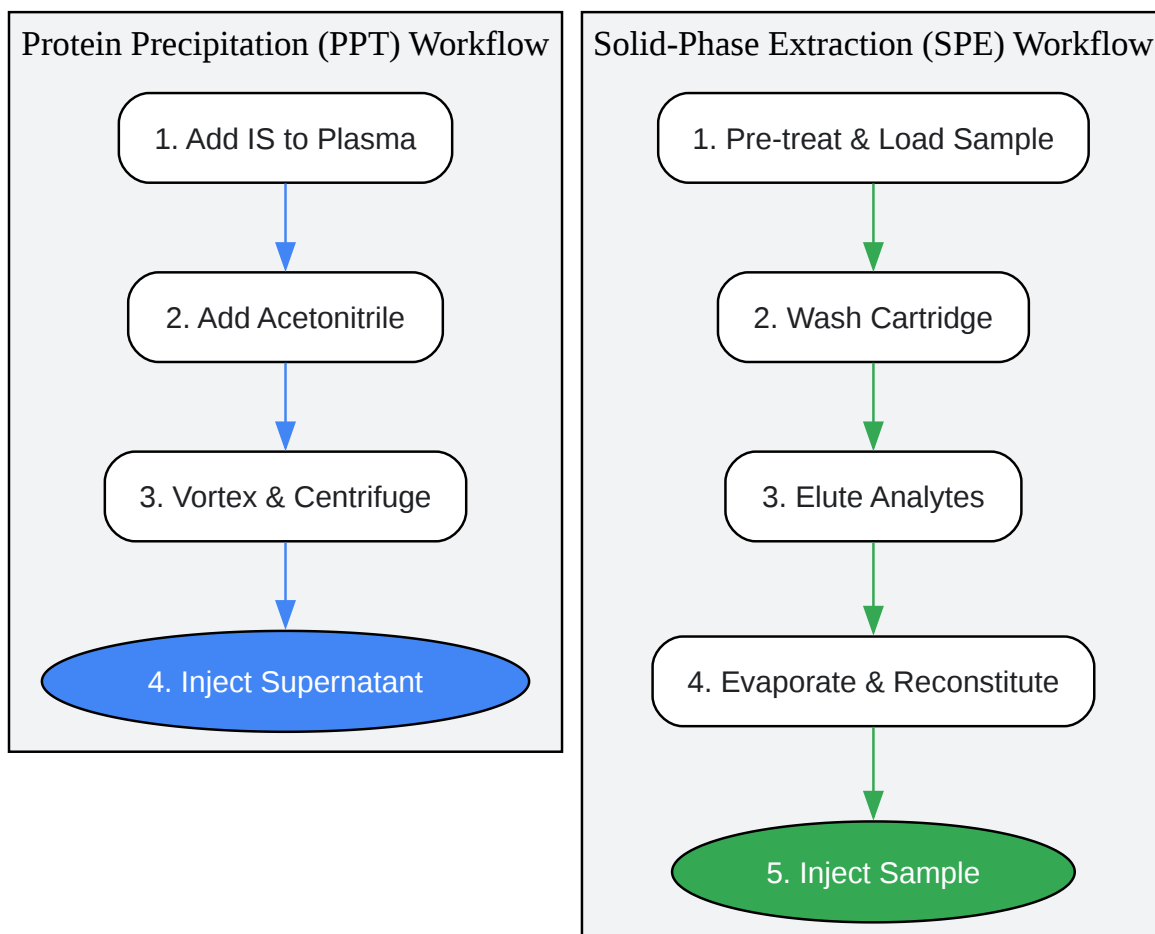 Protein Precipitation (PPT) Workflow
1. Add IS to Plasma
2. Add Acetonitrile
3. Vortex & Centrifuge
4. Inject Supernatant
Solid-Phase Extraction (SPE) Workflow
1. Pre-treat & Load Sample
2. Wash Cartridge
3. Elute Analytes
4. Evaporate & Reconstitute
5. Inject Sample